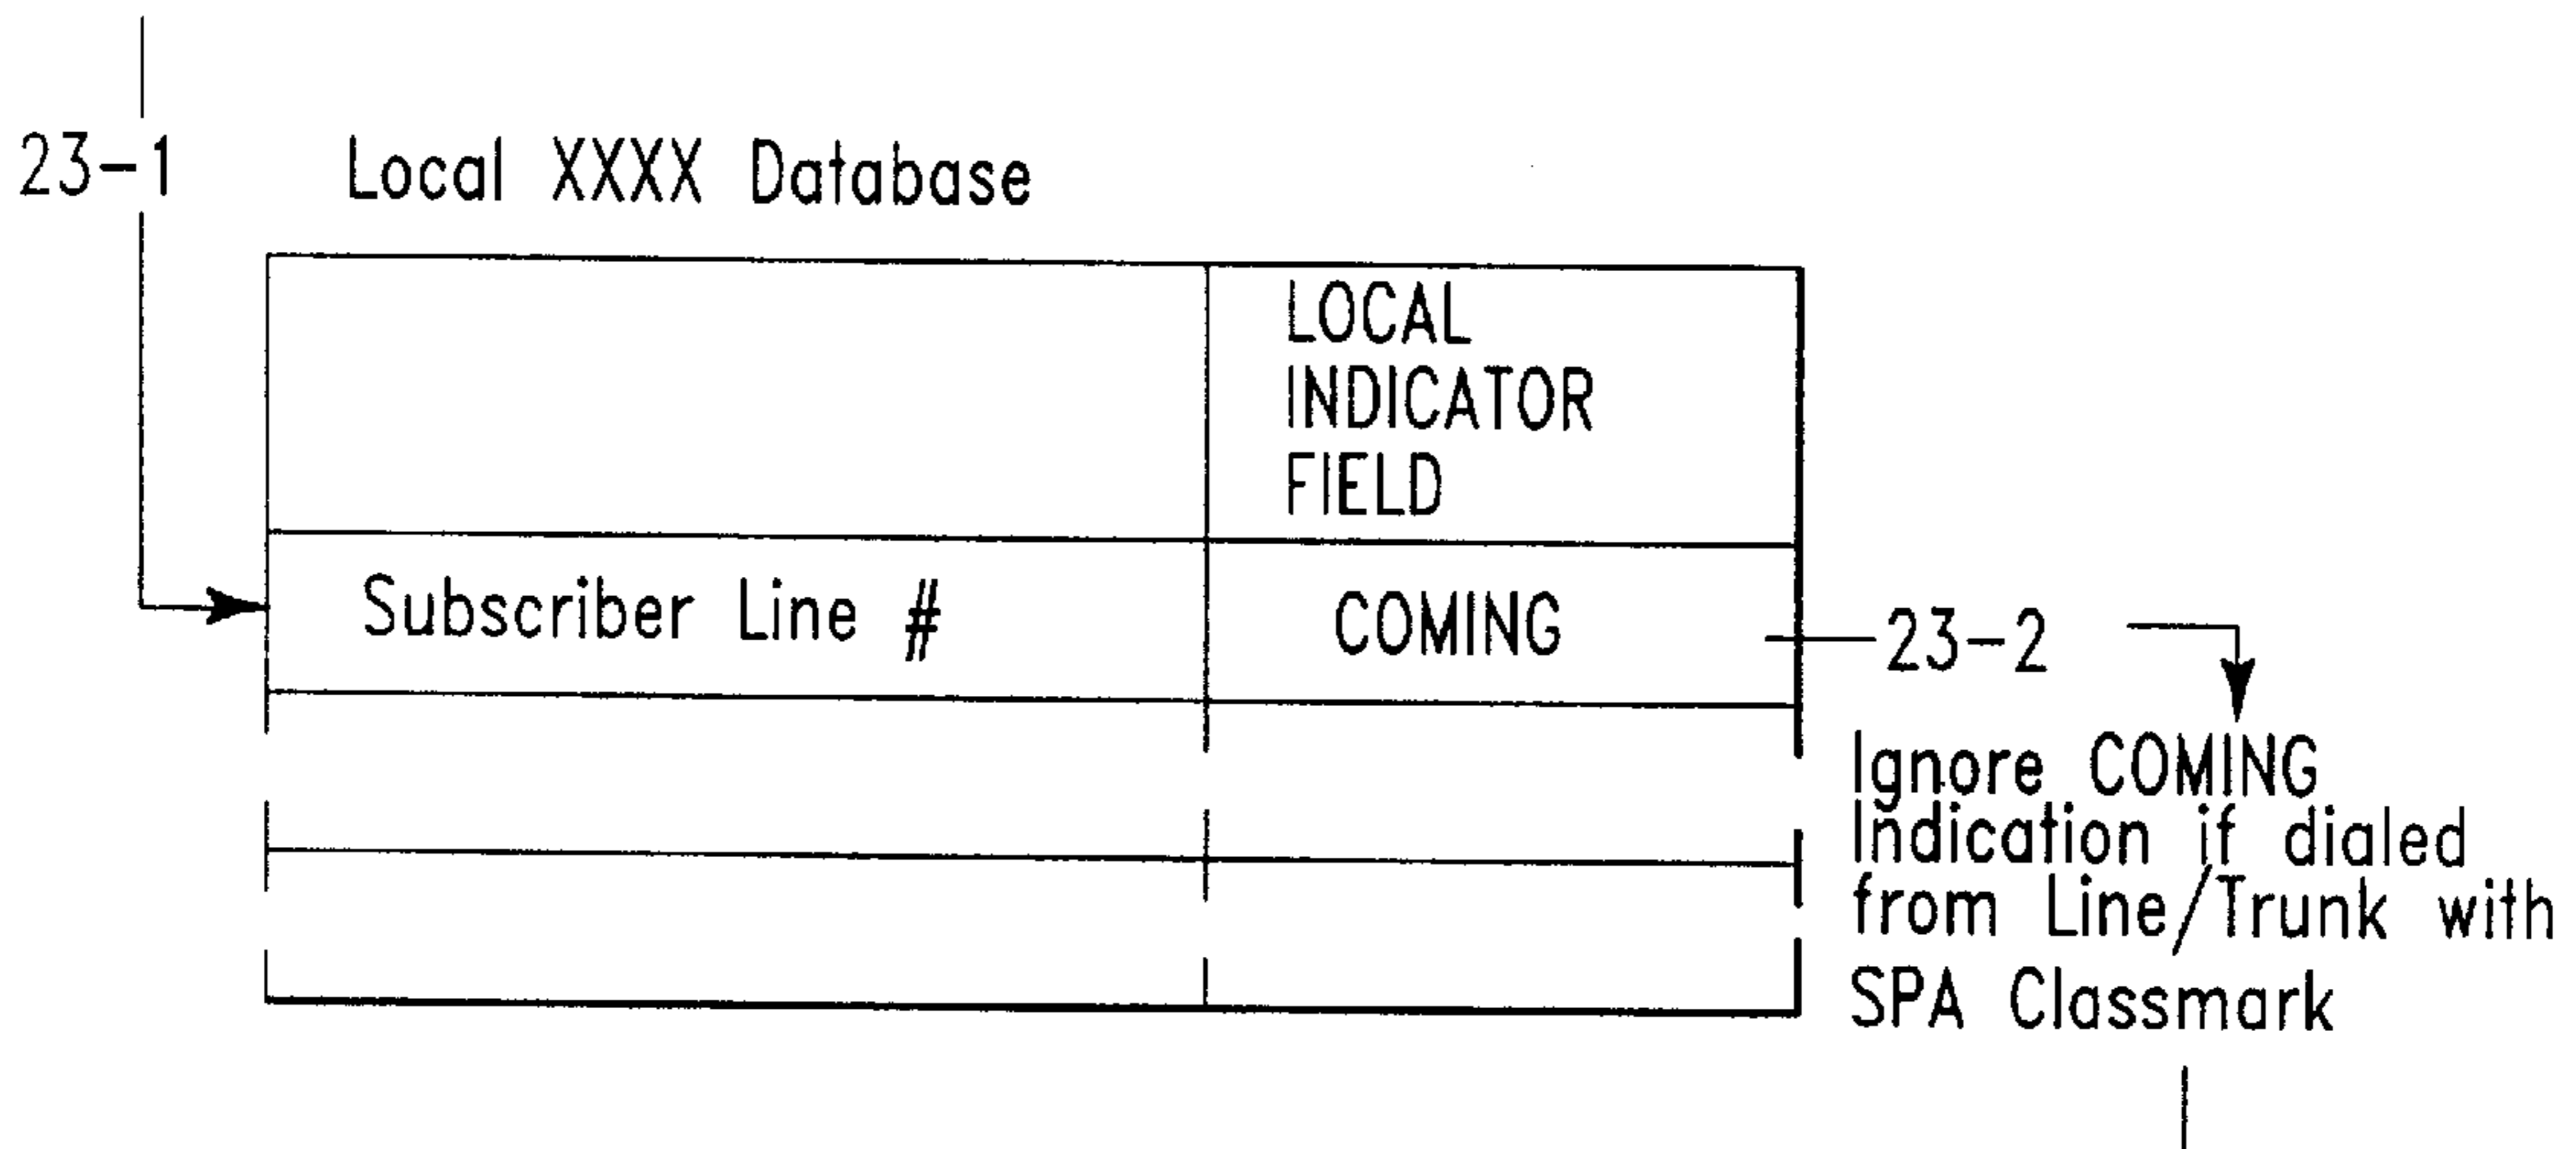 23-1 Local XXXX Database
LOCAL
INDICATOR
FIELD
Subscriber Line # COMING 23-2
Ignore COMING
Indication if dialed
from Line/Trunk with
SPA Classmark